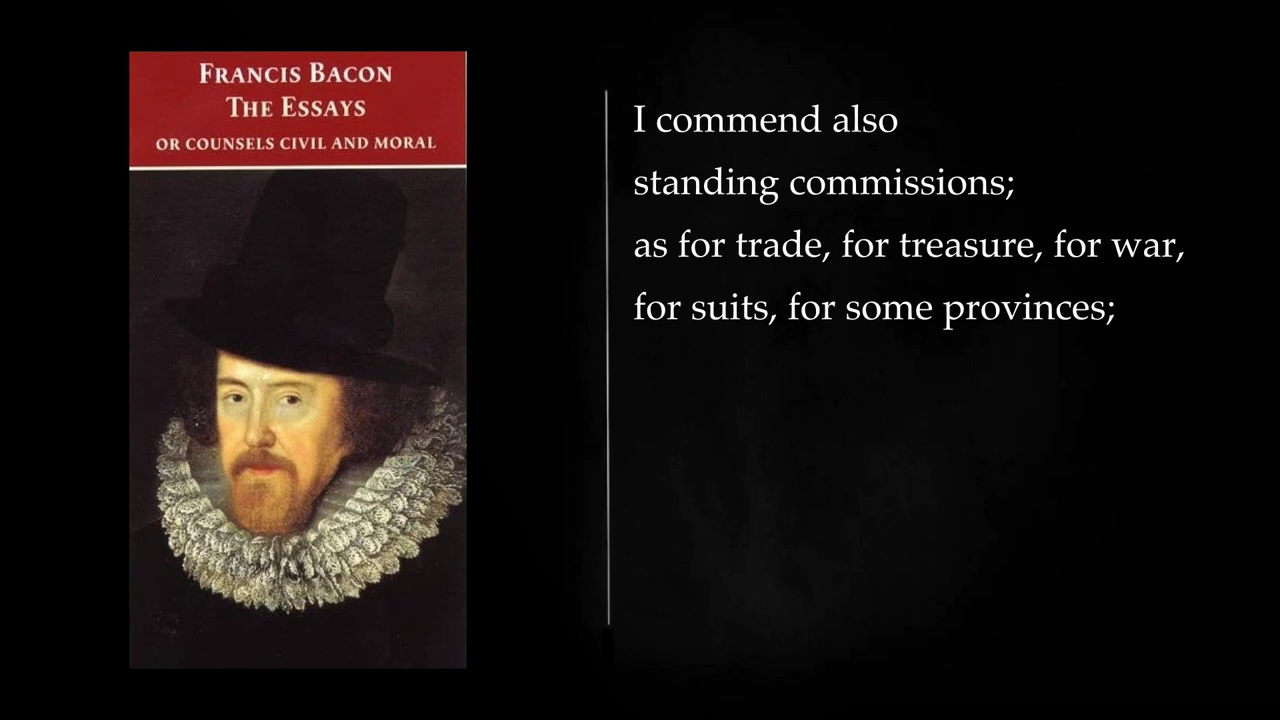 FRANCIS BACON
THE ESSAYS
OR COUNSELS CIVIL AND MORAL
I commend also
standing commissions;
as for trade, for treasure, for war,
for suits, for some provinces;